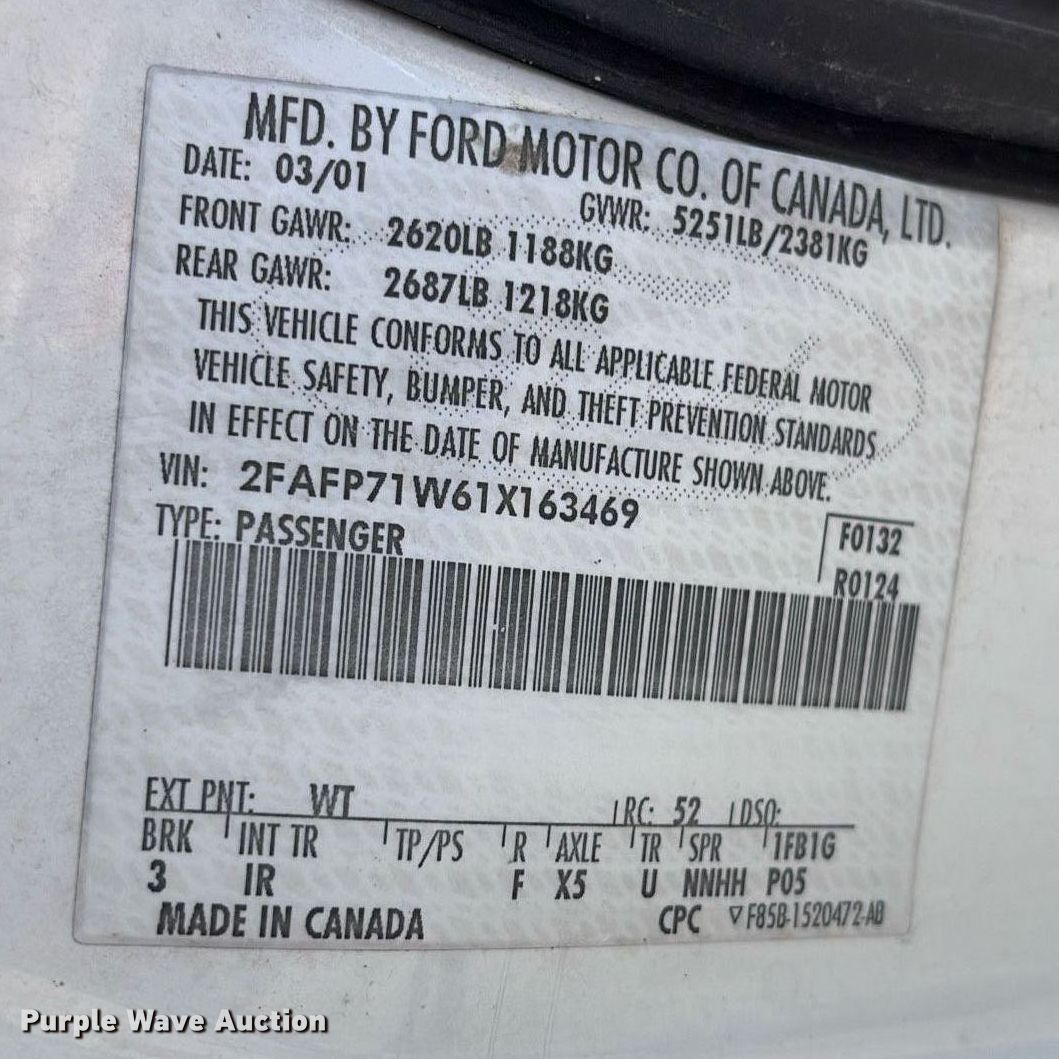 MFD. BY FORD MOTOR CO. OF CANADA, LTD.
DATE: 03/01 GVWR: 5251LB/2381KG
FRONT GAWR: 2620LB 1188KG
REAR GAWR: 2687LB 1218KG
THIS VEHICLE CONFORMS TO ALL APPLICABLE FEDERAL MOTOR
VEHICLE SAFETY, BUMPER, AND THEFT PREVENTION STANDARDS
IN EFFECT ON THE DATE OF MANUFACTURE SHOWN ABOVE.
VIN: 2FAFP71W61X163469
TYPE: PASSENGER
F0132
R0124
EXT PNT: WT RC: 52 DSO:
BRK INT TR TP/PS R AXLE TR SPR 1FB1G
3 IR F X5 U NNHH P05
MADE IN CANADA CPC ▽F85B-1520472-AB
Purple Wave Auction